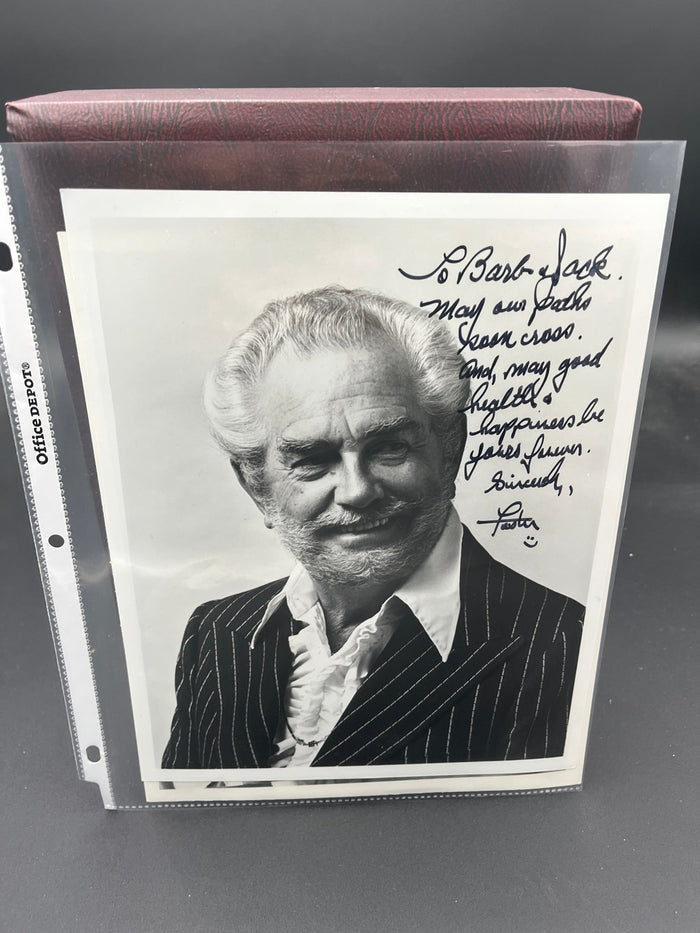 To Barb & Jack.
May our paths
soon cross.
And, may good
health &
happiness be
yours forever.
Sincerely,
Foster
Office DEPOT®